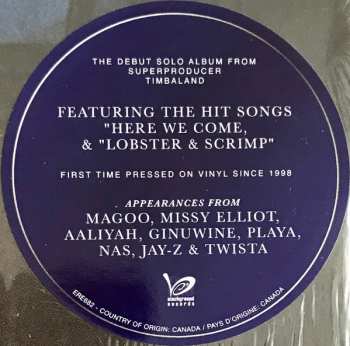 THE DEBUT SOLO ALBUM FROM
SUPERPRODUCER
TIMBALAND
FEATURING THE HIT SONGS
"HERE WE COME,
& "LOBSTER & SCRIMP"
FIRST TIME PRESSED ON VINYL SINCE 1998
APPEARANCES FROM
MAGOO, MISSY ELLIOT,
AALIYAH, GINUWINE, PLAYA,
NAS, JAY-Z & TWISTA
blackground
records
ERE682 - COUNTRY OF ORIGIN: CANADA / PAYS D'ORIGINE: CANADA